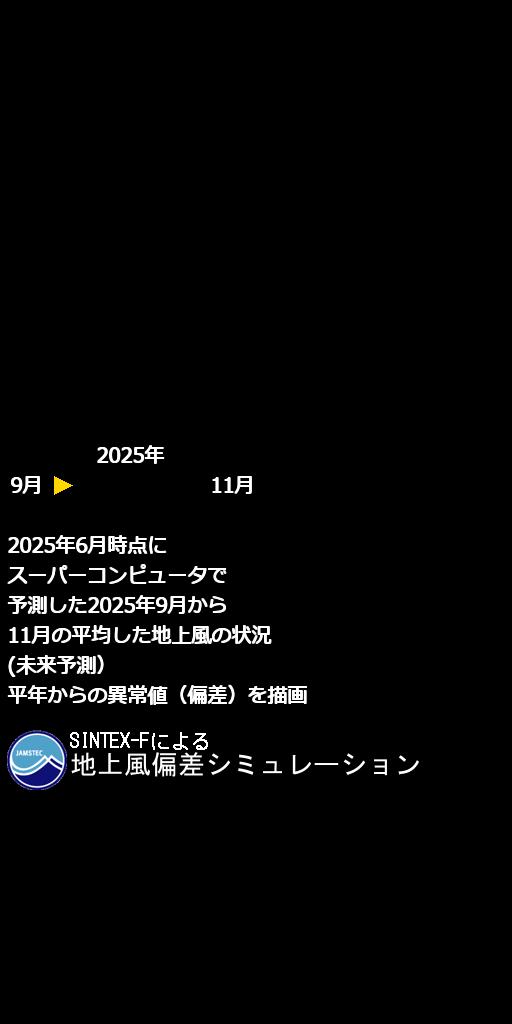 2025年
9月 ▶ 11月
2025年6月時点に
スーパーコンピュータで
予測した2025年9月から
11月の平均した地上風の状況
(未来予測）
平年からの異常値（偏差）を描画
SINTEX-Fによる
JAMSTEC
地上風偏差シミュレーション